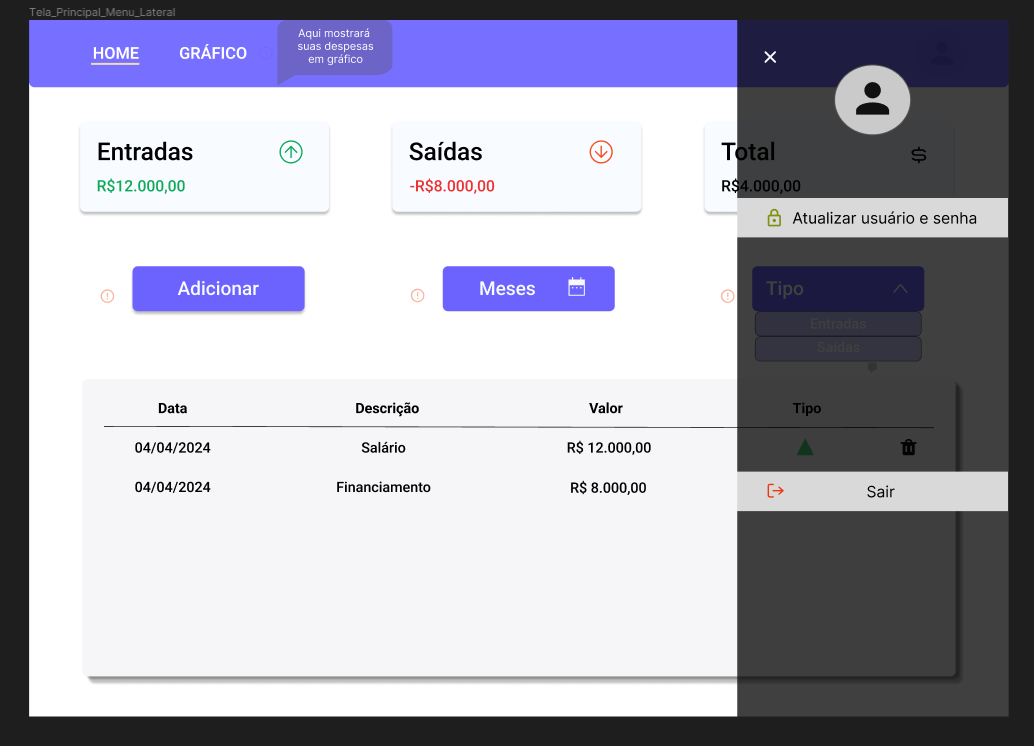 Tela_Principal_Menu_Lateral
HOME
GRÁFICO
Aqui mostrará
suas despesas
em gráfico
Entradas
R$12.000,00
Saídas
-R$8.000,00
Total
R$4.000,00
Atualizar usuário e senha
Adicionar
Meses
Tipo
Entradas
Saídas
Data Descrição Valor Tipo
04/04/2024 Salário R$ 12.000,00
04/04/2024 Financiamento R$ 8.000,00
Sair